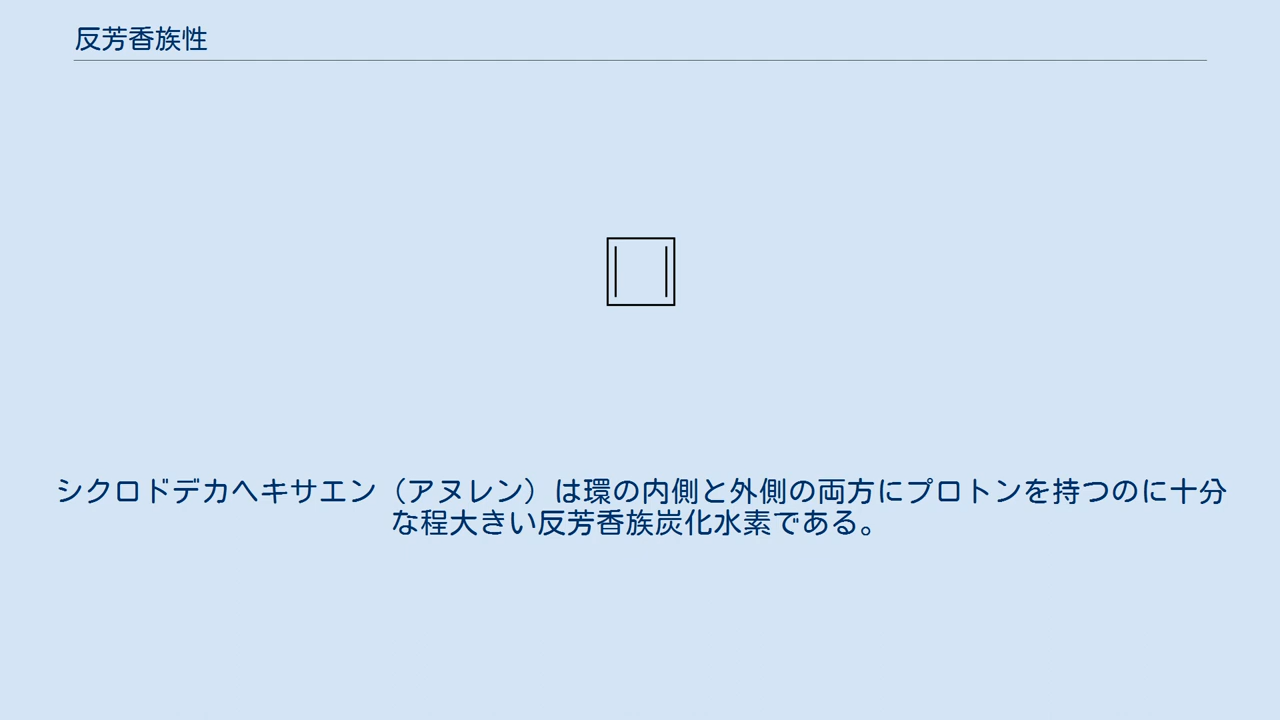 反芳香族性
シクロドデカヘキサエン（アヌレン）は環の内側と外側の両方にプロトンを持つのに十分
な程大きい反芳香族炭化水素である。